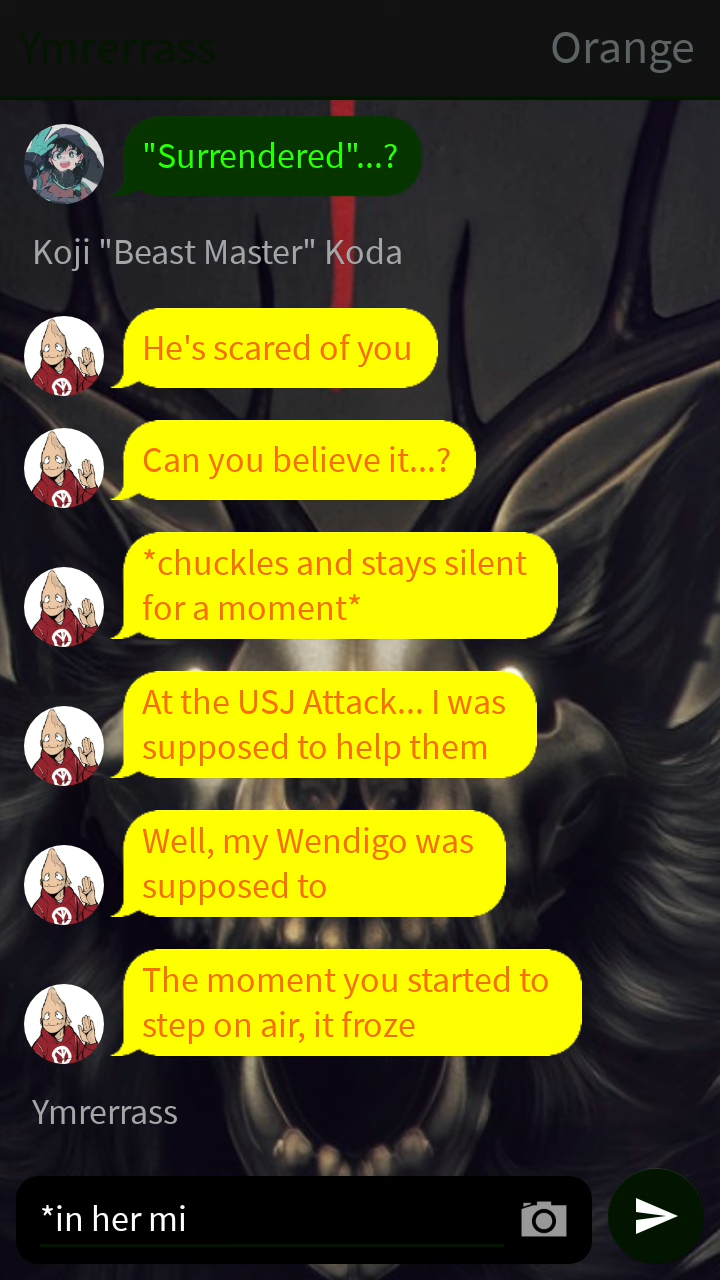 Ymrerrass
Orange
"Surrendered"...?
Koji "Beast Master" Koda
He's scared of you
Can you believe it...?
*chuckles and stays silent
for a moment*
At the USJ Attack... I was
supposed to help them
Well, my Wendigo was
supposed to
The moment you started to
step on air, it froze
Ymrerrass
*in her mi